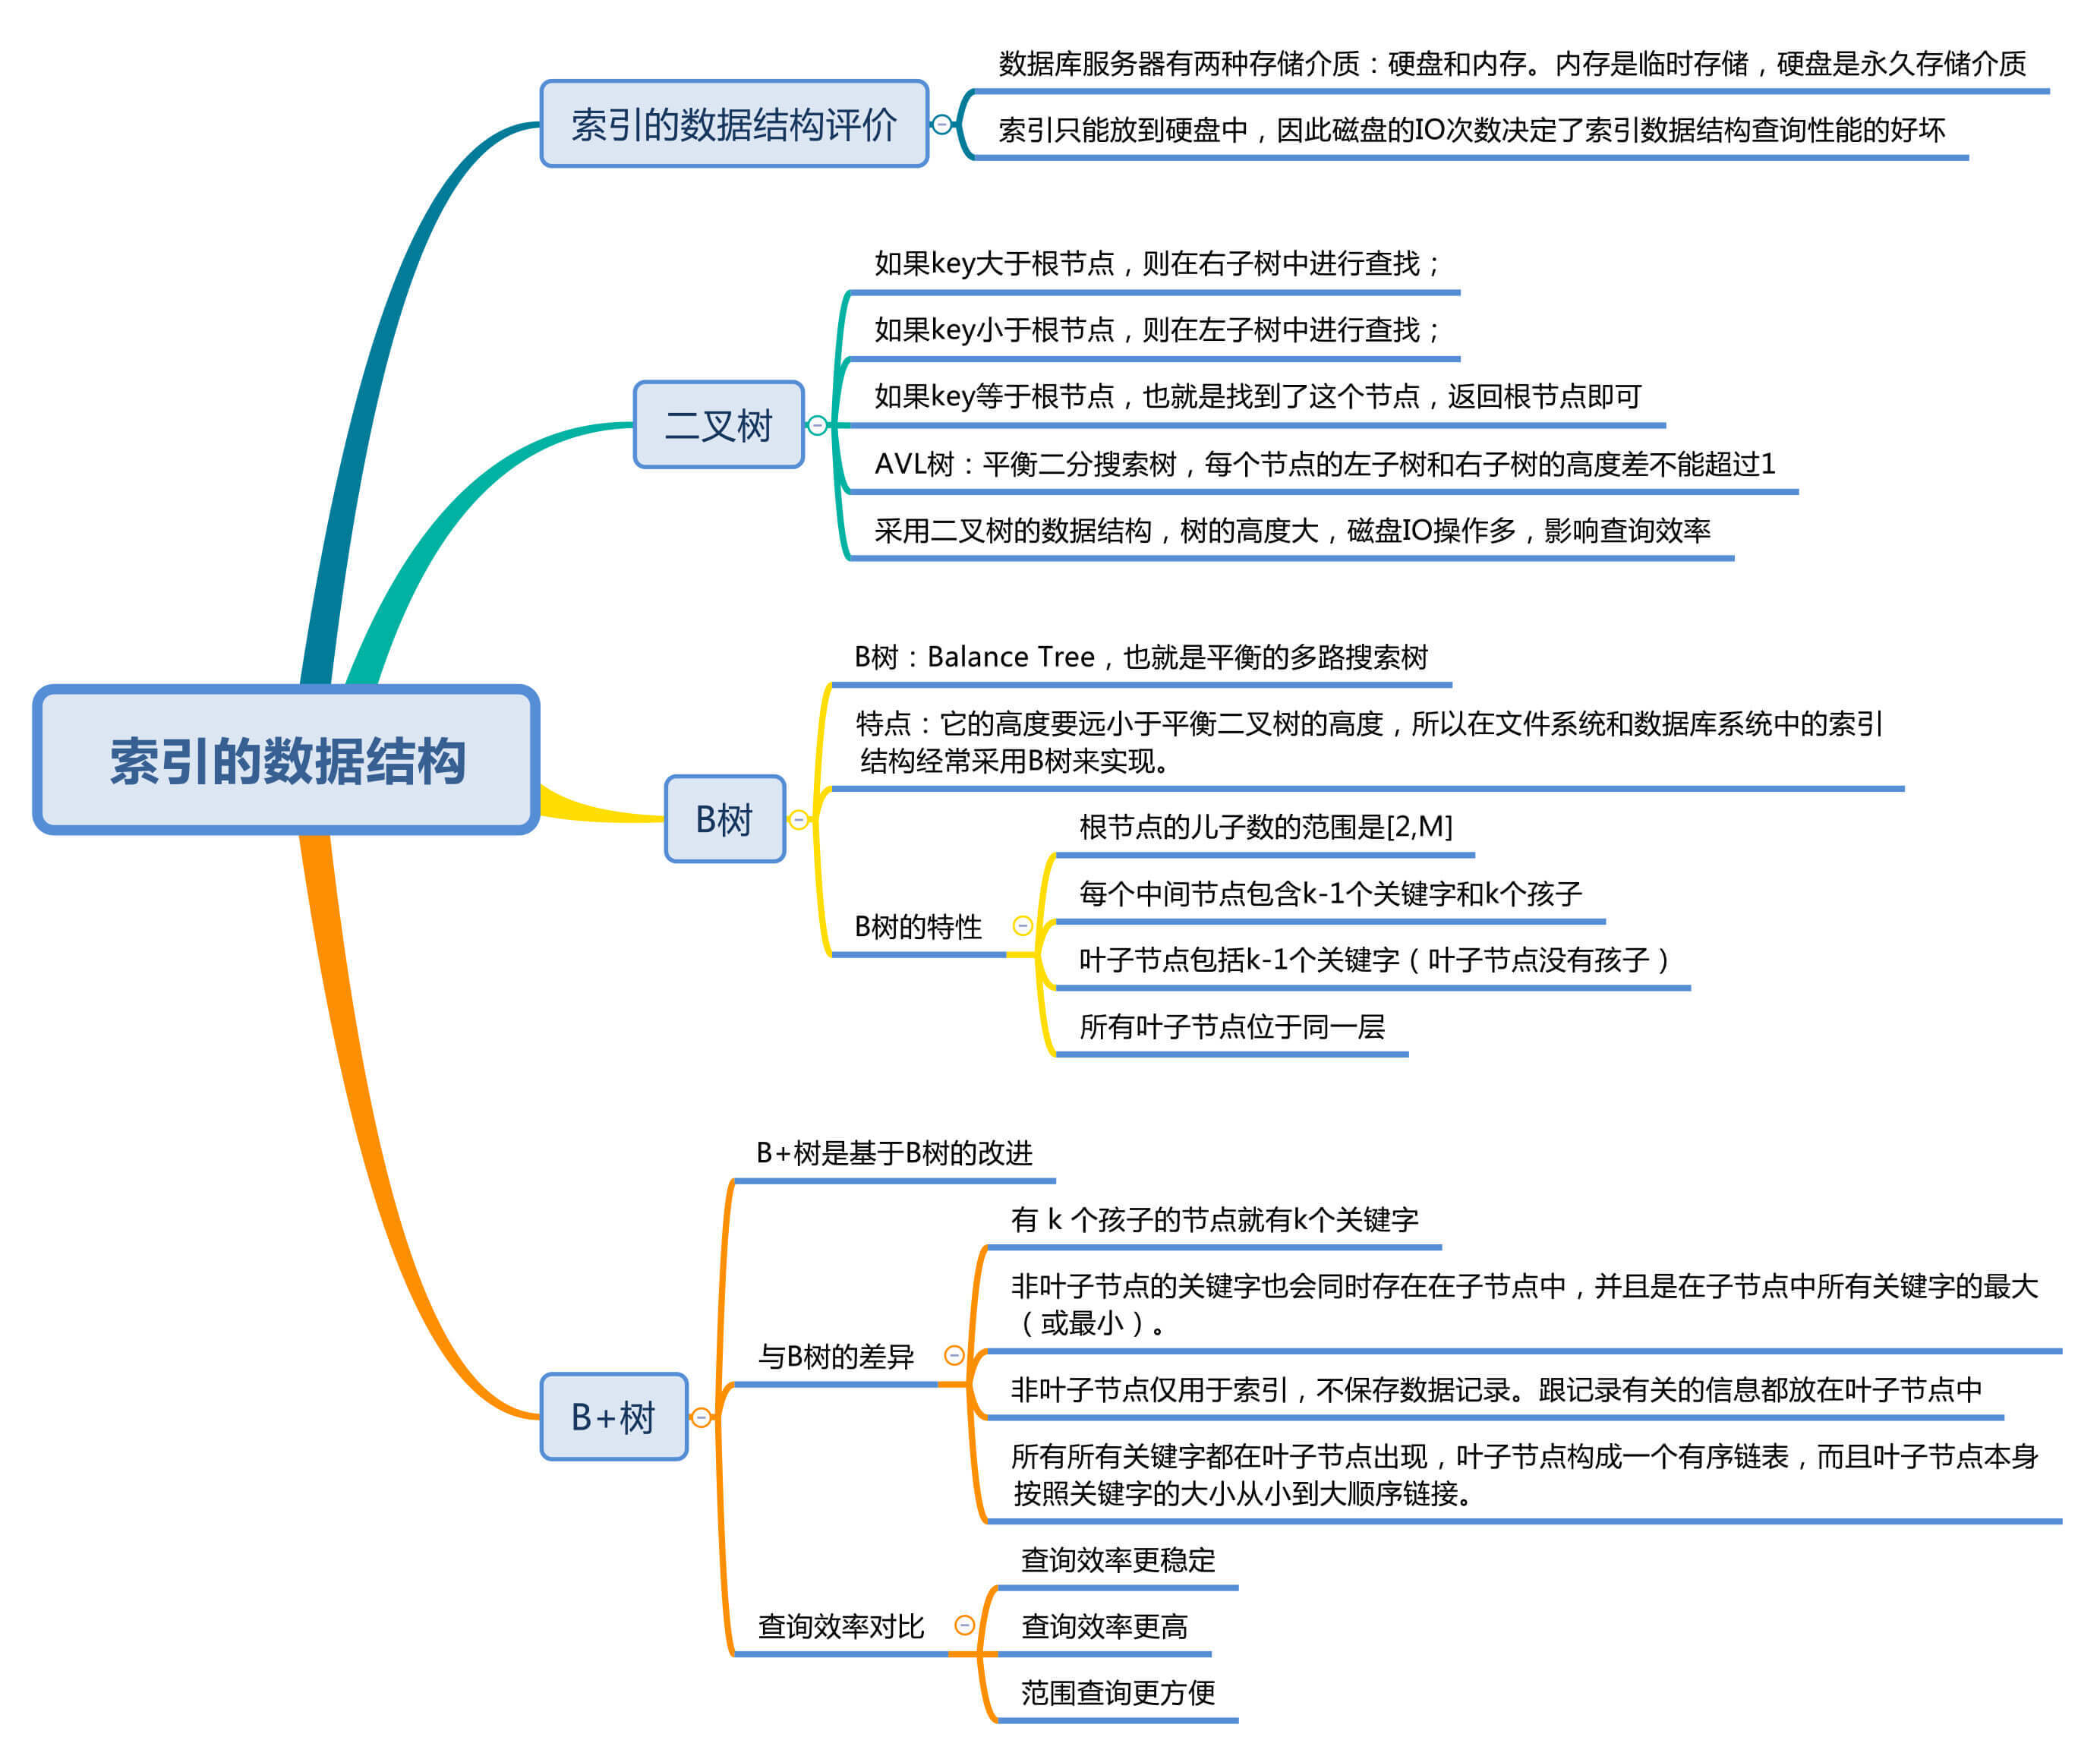 数据库服务器有两种存储介质：硬盘和内存。内存是临时存储，硬盘是永久存储介质
索引的数据结构评价
索引只能放到硬盘中，因此磁盘的IO次数决定了索引数据结构查询性能的好坏
如果key大于根节点，则在右子树中进行查找；
如果key小于根节点，则在左子树中进行查找；
如果key等于根节点，也就是找到了这个节点，返回根节点即可
二叉树
AVL树：平衡二分搜索树，每个节点的左子树和右子树的高度差不能超过1
采用二叉树的数据结构，树的高度大，磁盘IO操作多，影响查询效率
B树：Balance Tree，也就是平衡的多路搜索树
特点：它的高度要远小于平衡二叉树的高度，所以在文件系统和数据库系统中的索引
结构经常采用B树来实现。
索引的数据结构
B树
根节点的儿子数的范围是[2,M]
每个中间节点包含k-1个关键字和k个孩子
B树的特性
叶子节点包括k-1个关键字（叶子节点没有孩子）
所有叶子节点位于同一层
B+树是基于B树的改进
有 k 个孩子的节点就有k个关键字
非叶子节点的关键字也会同时存在在子节点中，并且是在子节点中所有关键字的最大
（或最小）。
与B树的差异
非叶子节点仅用于索引，不保存数据记录。跟记录有关的信息都放在叶子节点中
B+树
所有所有关键字都在叶子节点出现，叶子节点构成一个有序链表，而且叶子节点本身
按照关键字的大小从小到大顺序链接。
查询效率更稳定
查询效率对比
查询效率更高
范围查询更方便